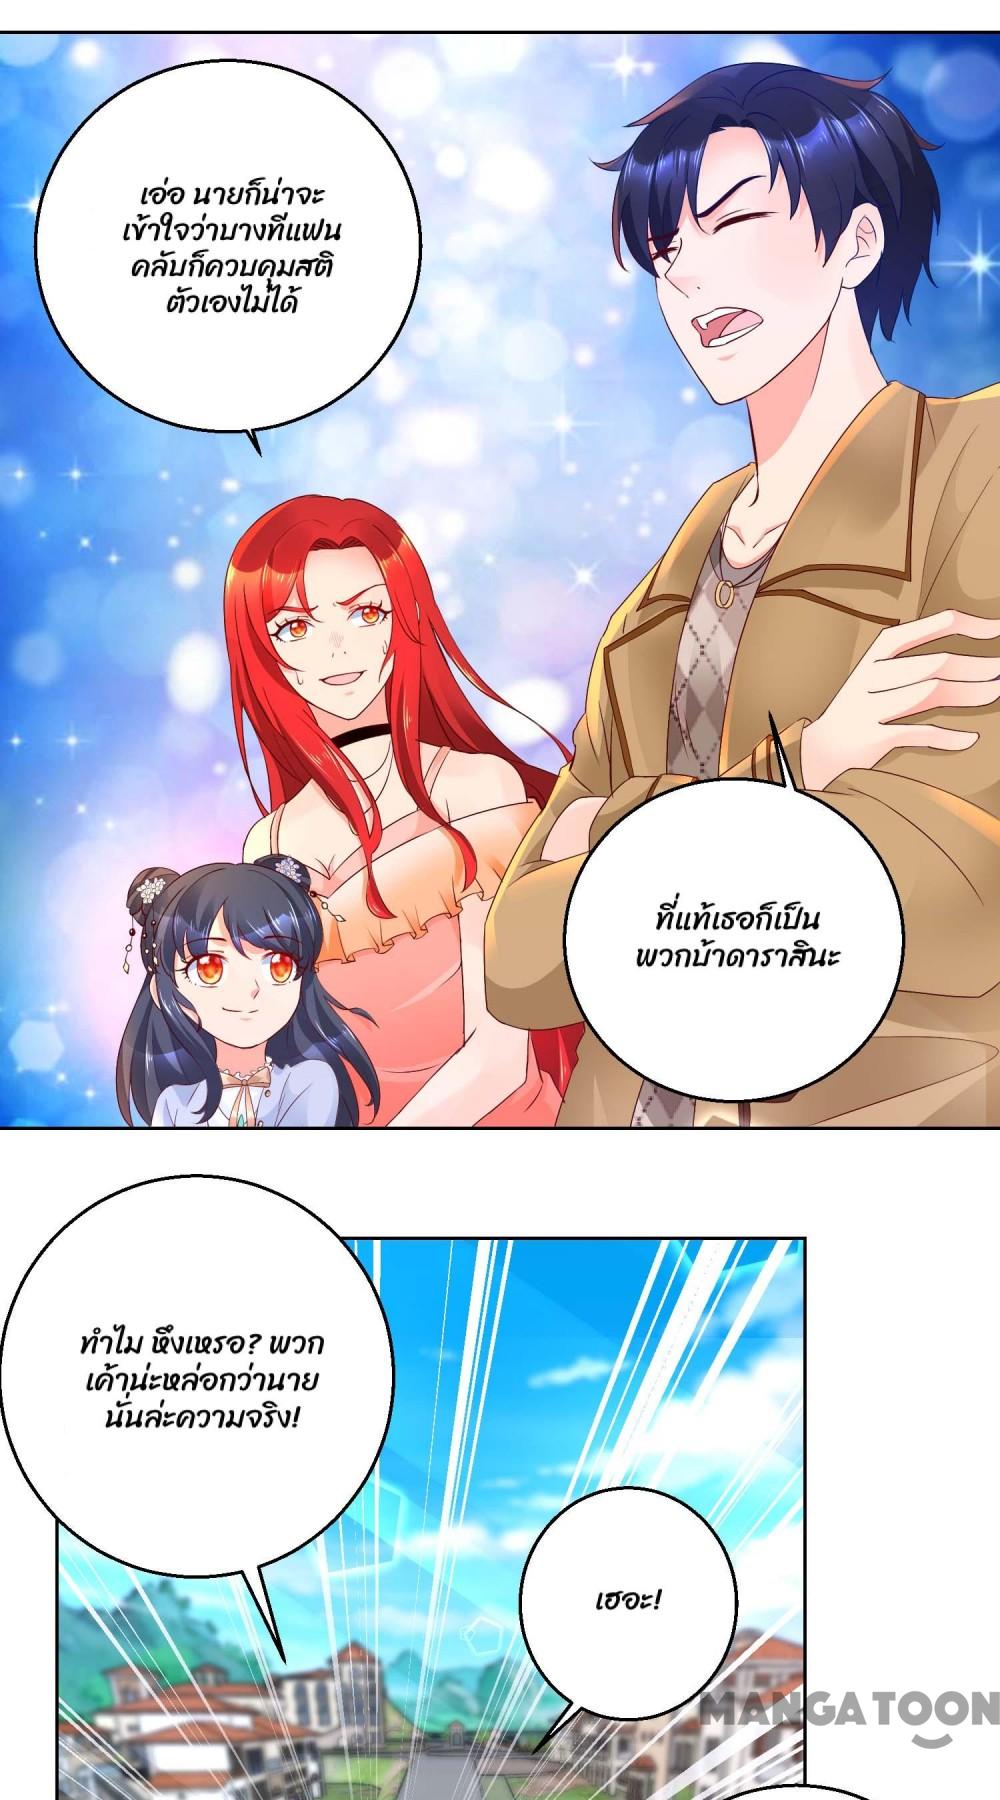 เอ่อ นายก็น่าจะ
เข้าใจว่าบางทีแฟน
คลับก็ควบคุมสติ
ตัวเองไม่ได้
ที่แท้เธอก็เป็น
พวกบ้าดาราสินะ
ทำไม หึงเหรอ? พวก
เค้าน่ะหล่อกว่านาย
นั่นล่ะความจริง!
เฮอะ!
MANGATOON